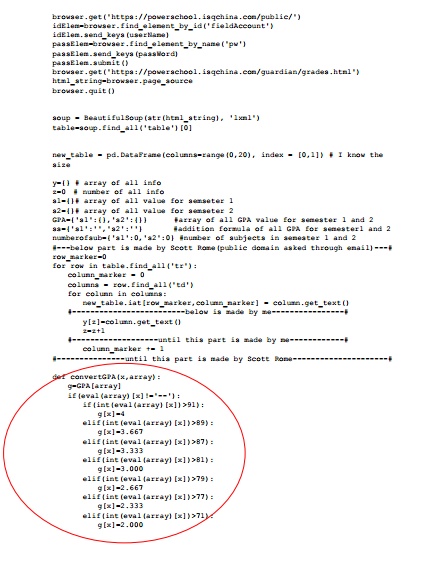 browser.get('https://powerschool.isqchina.com/public/')
idElem=browser.find_element_by_id('fieldAccount')
idElem.send_keys(userName)
passElem=browser.find_element_by_name('pw')
passElem.send_keys(passWord)
passElem.submit()
browser.get('https://powerschool.isqchina.com/guardian/grades.html')
html_string=browser.page_source
browser.quit()
soup = BeautifulSoup(str(html_string), 'lxml')
table=soup.find_all('table')[0]
new_table = pd.DataFrame(columns=range(0,20), index = [0,1]) # I know the
size
y={} # array of all info
z=0 # number of all info
s1={}# array of all value for semseter 1
s2={}# array of all value for semseter 2
GPA={'s1':{},'s2':{}} #array of all GPA value for semester 1 and 2
ss={'s1':'','s2':''} #addition formula of all GPA for semester1 and 2
numberofsub={'s1':0,'s2':0} #number of subjects in semester 1 and 2
#---below part is made by Scott Rome(public domain asked through email)---#
row_marker=0
for row in table.find_all('tr'):
column_marker = 0
columns = row.find_all('td')
for column in columns:
new_table.iat[row_marker,column_marker] = column.get_text()
#-----------------------below is made by me---------------#
y[z]=column.get_text()
z=z+1
#------------------until this part is made by me-----------#
column_marker += 1
#--------------until this part is made by Scott Rome--------------------#
def convertGPA(x,array):
g=GPA[array]
if(eval(array)[x]!='--'):
if(int(eval(array)[x])>91):
g[x]=4
elif(int(eval(array)[x])>89):
g[x]=3.667
elif(int(eval(array)[x])>87):
g[x]=3.333
elif(int(eval(array)[x])>81):
g[x]=3.000
elif(int(eval(array)[x])>79):
g[x]=2.667
elif(int(eval(array)[x])>77):
g[x]=2.333
elif(int(eval(array)[x])>71):
g[x]=2.000